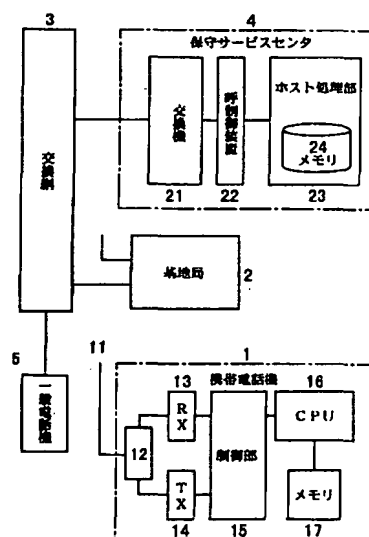 3
4
保守サービスセンタ
交換網
交換機
呼制御装置
ホスト処理部
24
メモリ
21
22
23
基地局
2
5
一般電話機
11
1
携帯電話機
13
16
RX
CPU
12
制御部
TX
メモリ
14
15
17